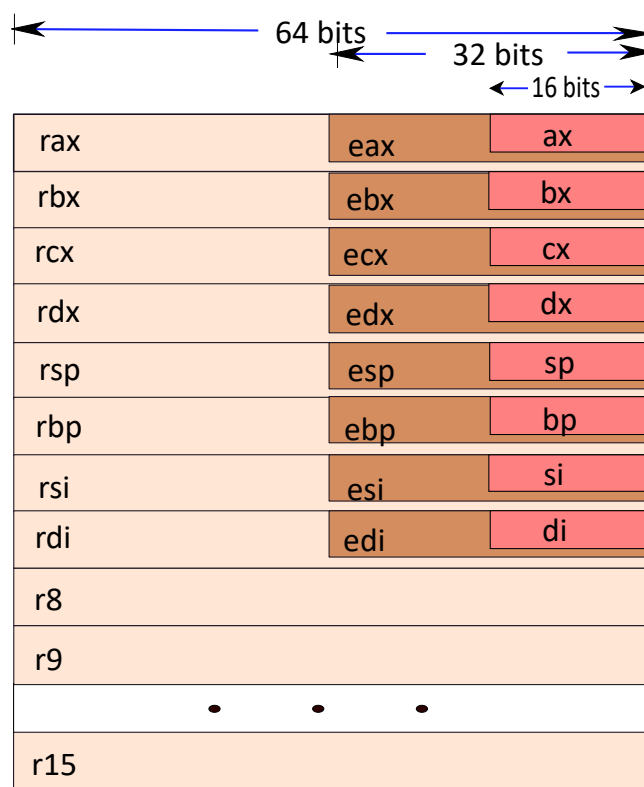 64 bits
32 bits
16 bits
rax eax ax
rbx ebx bx
rcx ecx cx
rdx edx dx
rsp esp sp
rbp ebp bp
rsi esi si
rdi edi di
r8
r9
r15